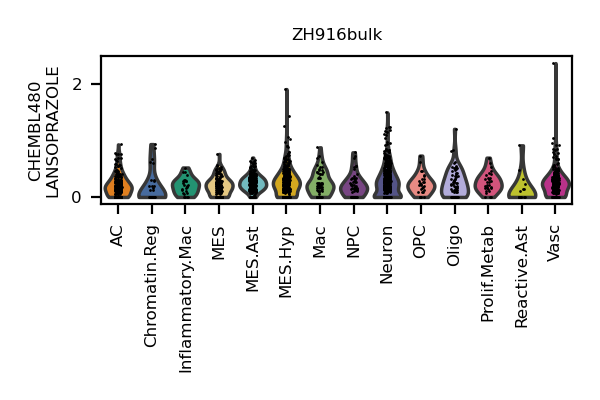 ZH916bulk
CHEMBL480
LANSOPRAZOLE
2
0
AC
Chromatin.Reg
Inflammatory.Mac
MES
MES.Ast
MES.Hyp
Mac
NPC
Neuron
OPC
Oligo
Prolif.Metab
Reactive.Ast
Vasc